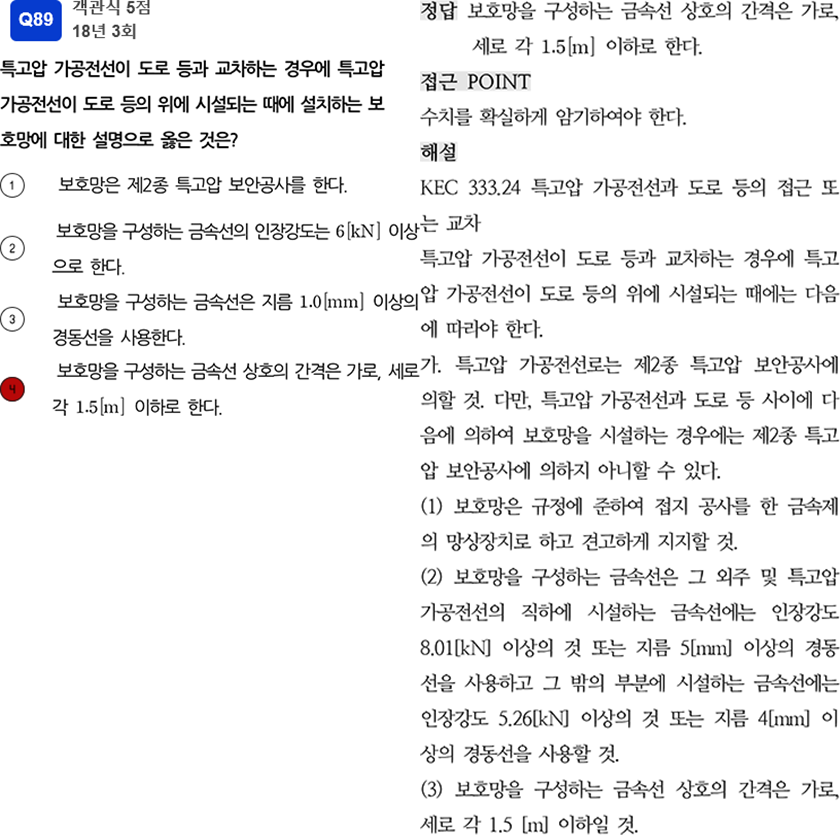 Q89
객관식 5점
18년 3회
특고압 가공전선이 도로 등과 교차하는 경우에 특고압
가공전선이 도로 등의 위에 시설되는 때에 설치하는 보
호망에 대한 설명으로 옳은 것은?
1 보호망은 제2종 특고압 보안공사를 한다.
2 보호망을 구성하는 금속선의 인장강도는 6[kN] 이상
으로 한다.
3 보호망을 구성하는 금속선은 지름 1.0[mm] 이상의
경동선을 사용한다.
4 보호망을 구성하는 금속선 상호의 간격은 가로, 세로
각 1.5[m] 이하로 한다.
정답 보호망을 구성하는 금속선 상호의 간격은 가로,
세로 각 1.5[m] 이하로 한다.
접근 POINT
수치를 확실하게 암기하여야 한다.
해설
KEC 333.24 특고압 가공전선과 도로 등의 접근 또
는 교차
특고압 가공전선이 도로 등과 교차하는 경우에 특고
압 가공전선이 도로 등의 위에 시설되는 때에는 다음
에 따라야 한다.
가. 특고압 가공전선로는 제2종 특고압 보안공사에
의할 것. 다만, 특고압 가공전선과 도로 등 사이에 다
음에 의하여 보호망을 시설하는 경우에는 제2종 특고
압 보안공사에 의하지 아니할 수 있다.
(1) 보호망은 규정에 준하여 접지 공사를 한 금속제
의 망상장치로 하고 견고하게 지지할 것.
(2) 보호망을 구성하는 금속선은 그 외주 및 특고압
가공전선의 직하에 시설하는 금속선에는 인장강도
8.01[kN] 이상의 것 또는 지름 5[mm] 이상의 경동
선을 사용하고 그 밖의 부분에 시설하는 금속선에는
인장강도 5.26[kN] 이상의 것 또는 지름 4[mm] 이
상의 경동선을 사용할 것.
(3) 보호망을 구성하는 금속선 상호의 간격은 가로,
세로 각 1.5 [m] 이하일 것.